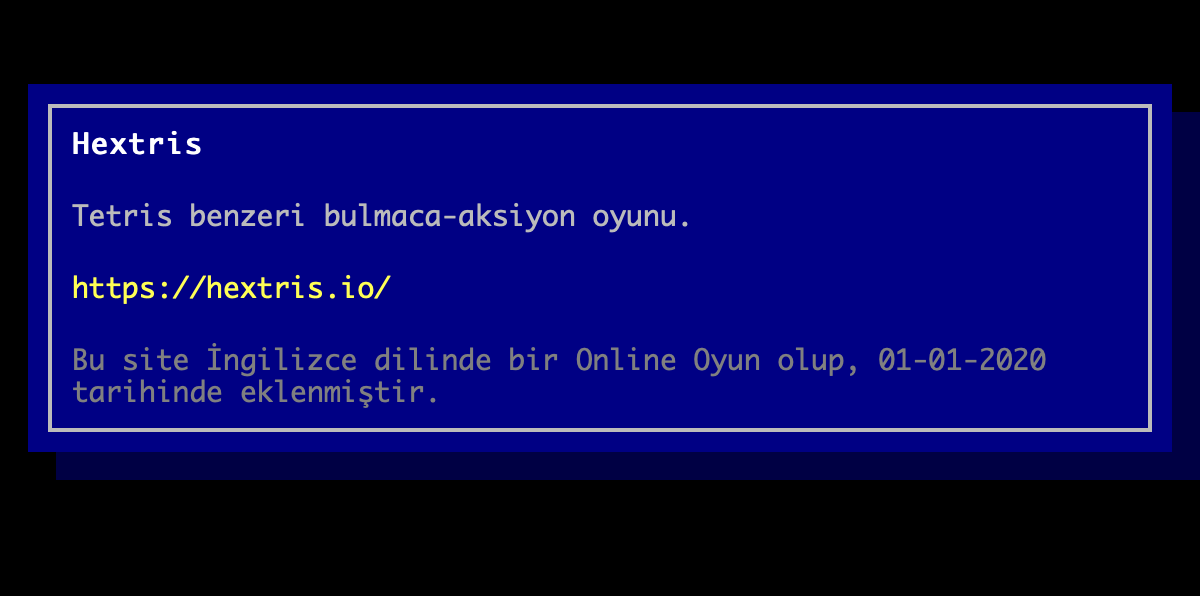 Hextris
Tetris benzeri bulmaca-aksiyon oyunu.
https://hextris.io/
Bu site İngilizce dilinde bir Online Oyun olup, 01-01-2020
tarihinde eklenmiştir.